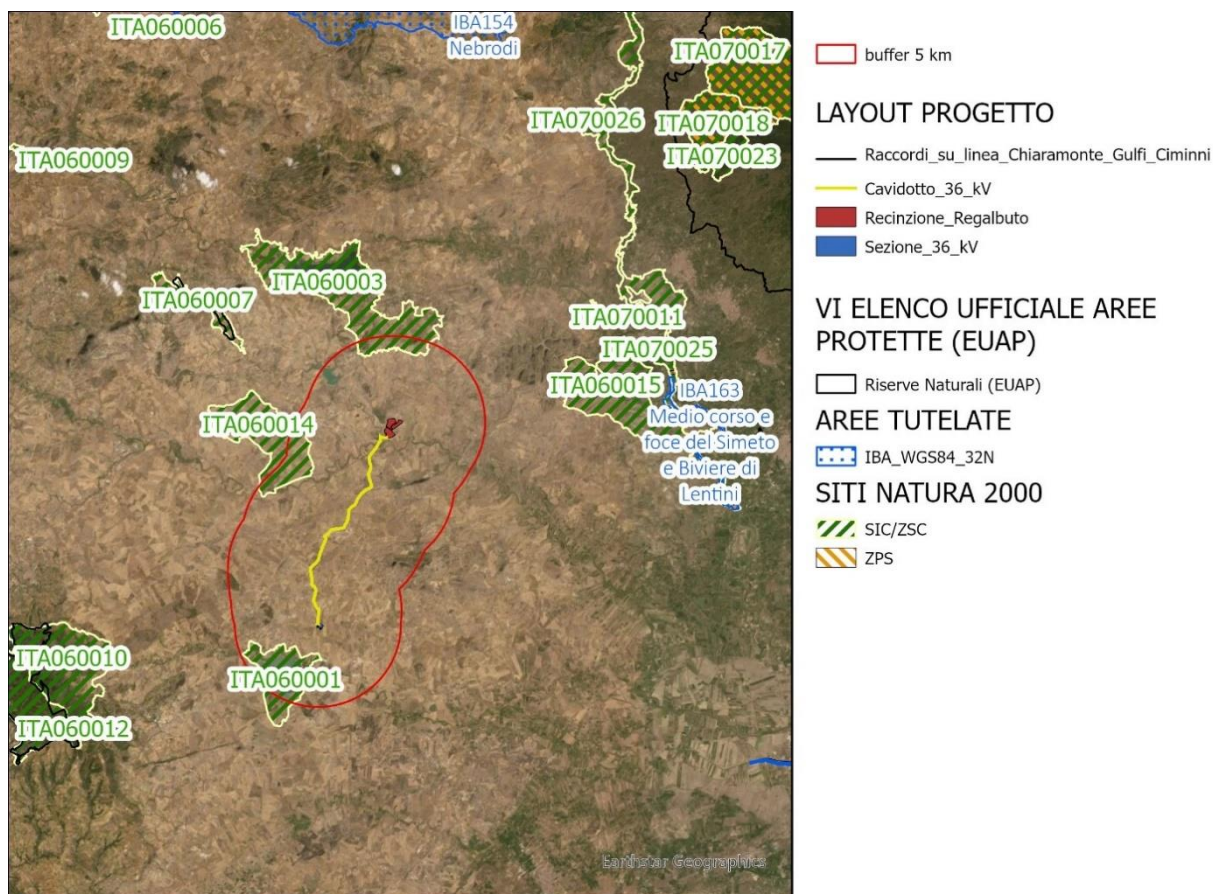 ITA060006
IBA154
Nebrodi
ITA070017
ITA070026
ITA070018
ITA070023
ITA060009
ITA060003
ITA060007
ITA070011
ITA070025
ITA060015
IBA163
Medio corso e
foce del Simeto
e Biviere di
Lentini
ITA060014
ITA060010
ITA060001
ITA060012
Earthstar Geographics
buffer 5 km
LAYOUT PROGETTO
Raccordi_su_linea_Chiaramonte_Gulfi_Ciminni
Cavidotto_36_kV
Recinzione_Regalbuto
Sezione_36_kV
VI ELENCO UFFICIALE AREE
PROTETTE (EUAP)
Riserve Naturali (EUAP)
AREE TUTELATE
IBA_WGS84_32N
SITI NATURA 2000
SIC/ZSC
ZPS